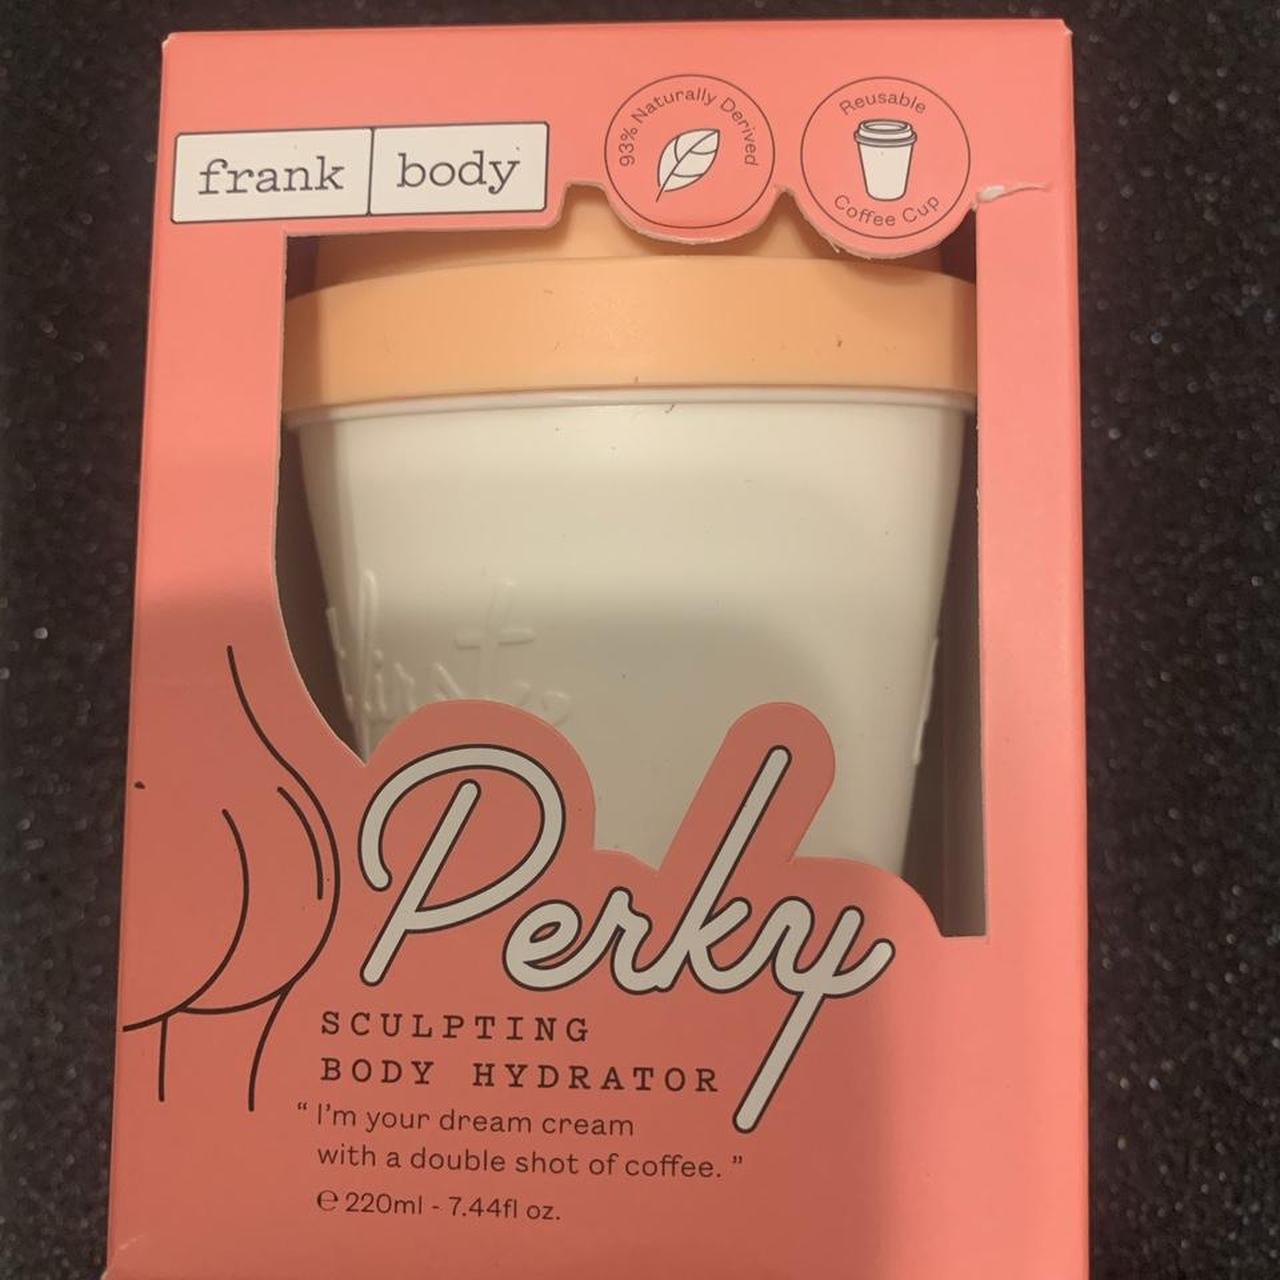 frank body
93% Naturally Derived
Reusable
Coffee Cup
Perky
SCULPTING
BODY HYDRATOR
“ I’m your dream cream
with a double shot of coffee. ”
℮ 220ml - 7.44fl oz.